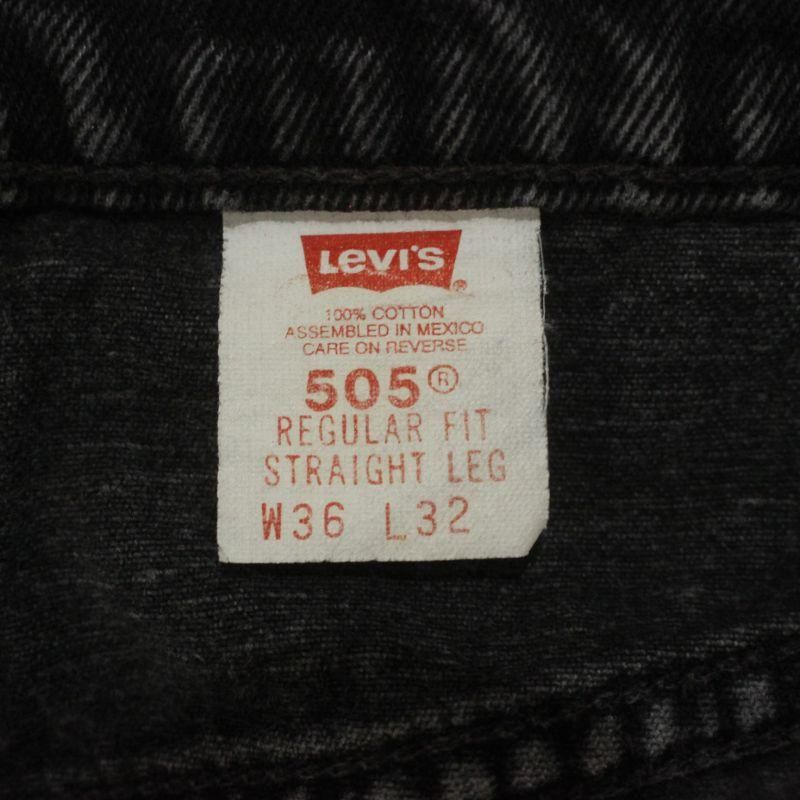 Levi's
®
100% COTTON
ASSEMBLED IN MEXICO
CARE ON REVERSE
505®
REGULAR FIT
STRAIGHT LEG
W36 L32